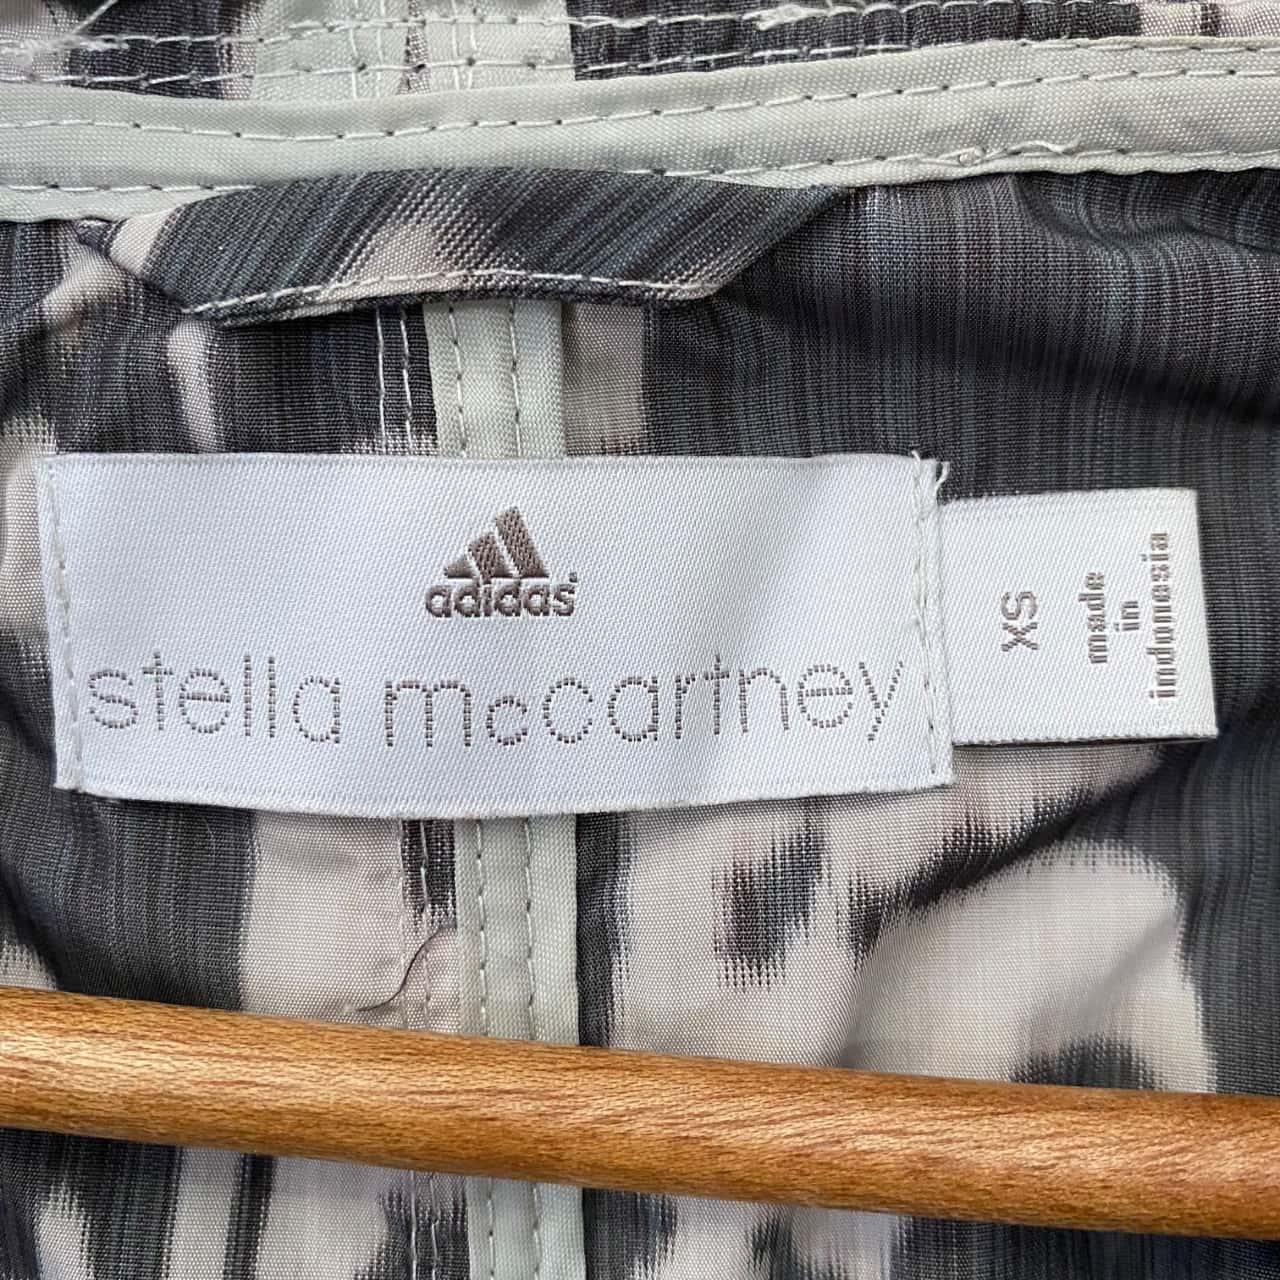 adidas
stella mccartney
XS
made
in
indonesia